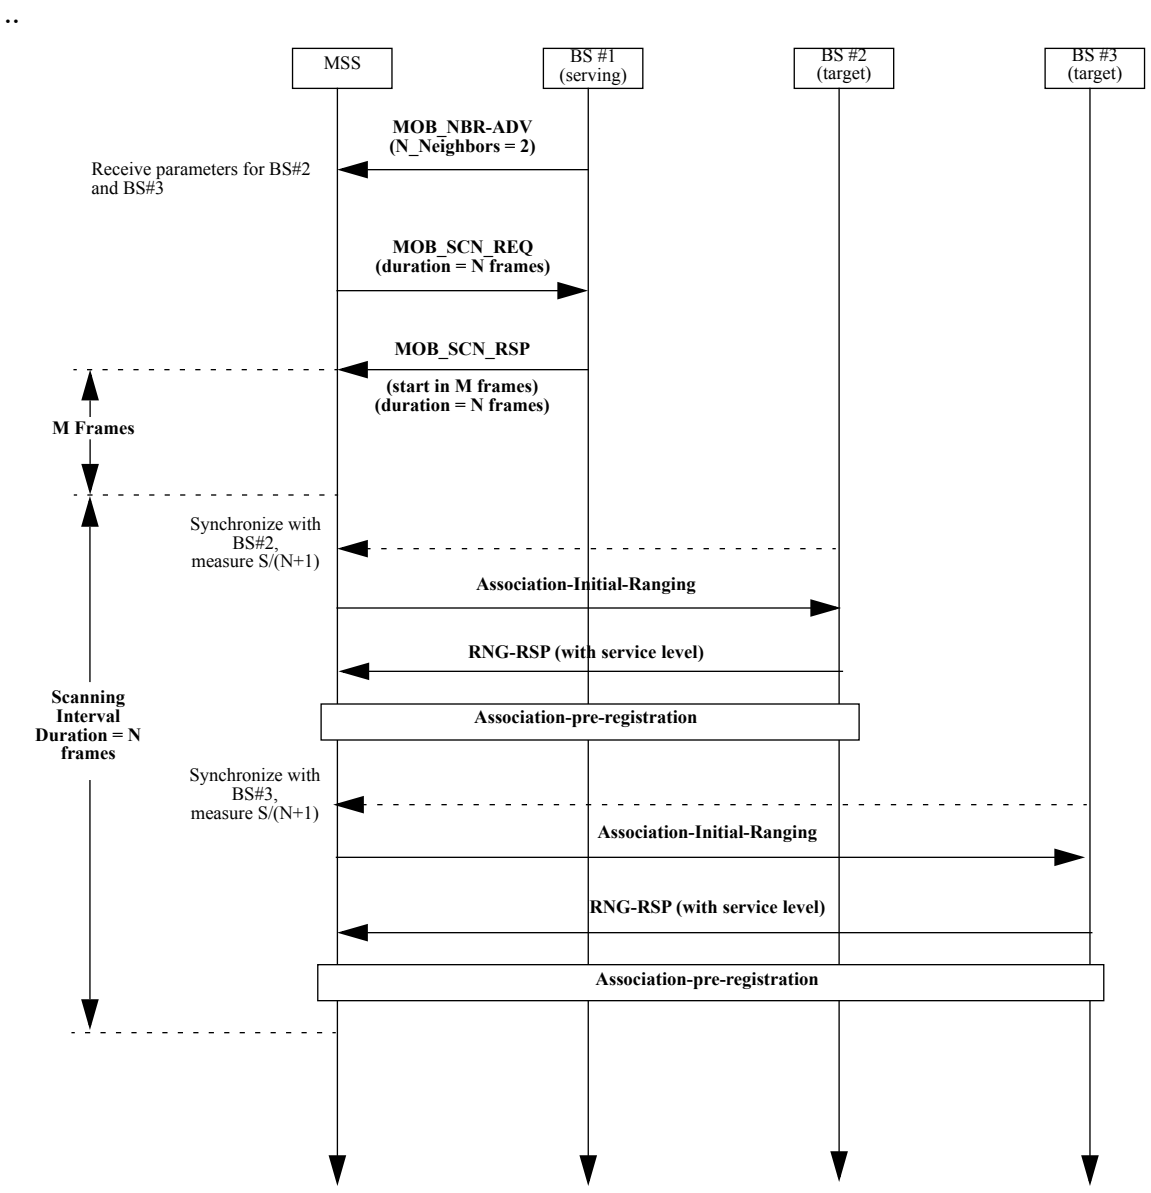 ..
MSS
BS #1
(serving)
BS #2
(target)
BS #3
(target)
MOB_NBR-ADV
(N_Neighbors = 2)
Receive parameters for BS#2
and BS#3
MOB_SCN_REQ
(duration = N frames)
MOB_SCN_RSP
(start in M frames)
(duration = N frames)
M Frames
Synchronize with
BS#2,
measure S/(N+1)
Association-Initial-Ranging
RNG-RSP (with service level)
Scanning
Interval
Duration = N
frames
Association-pre-registration
Synchronize with
BS#3,
measure S/(N+1)
Association-Initial-Ranging
RNG-RSP (with service level)
Association-pre-registration